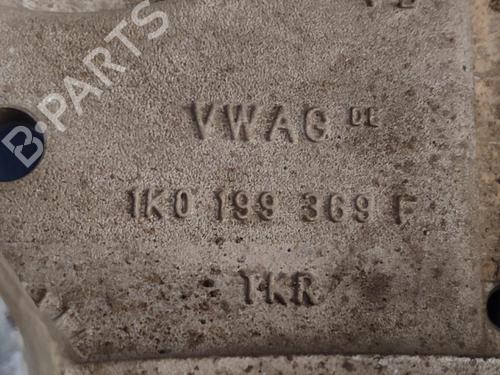 B-PARTS
VWAG DE
1K0 199 369 F
TKR